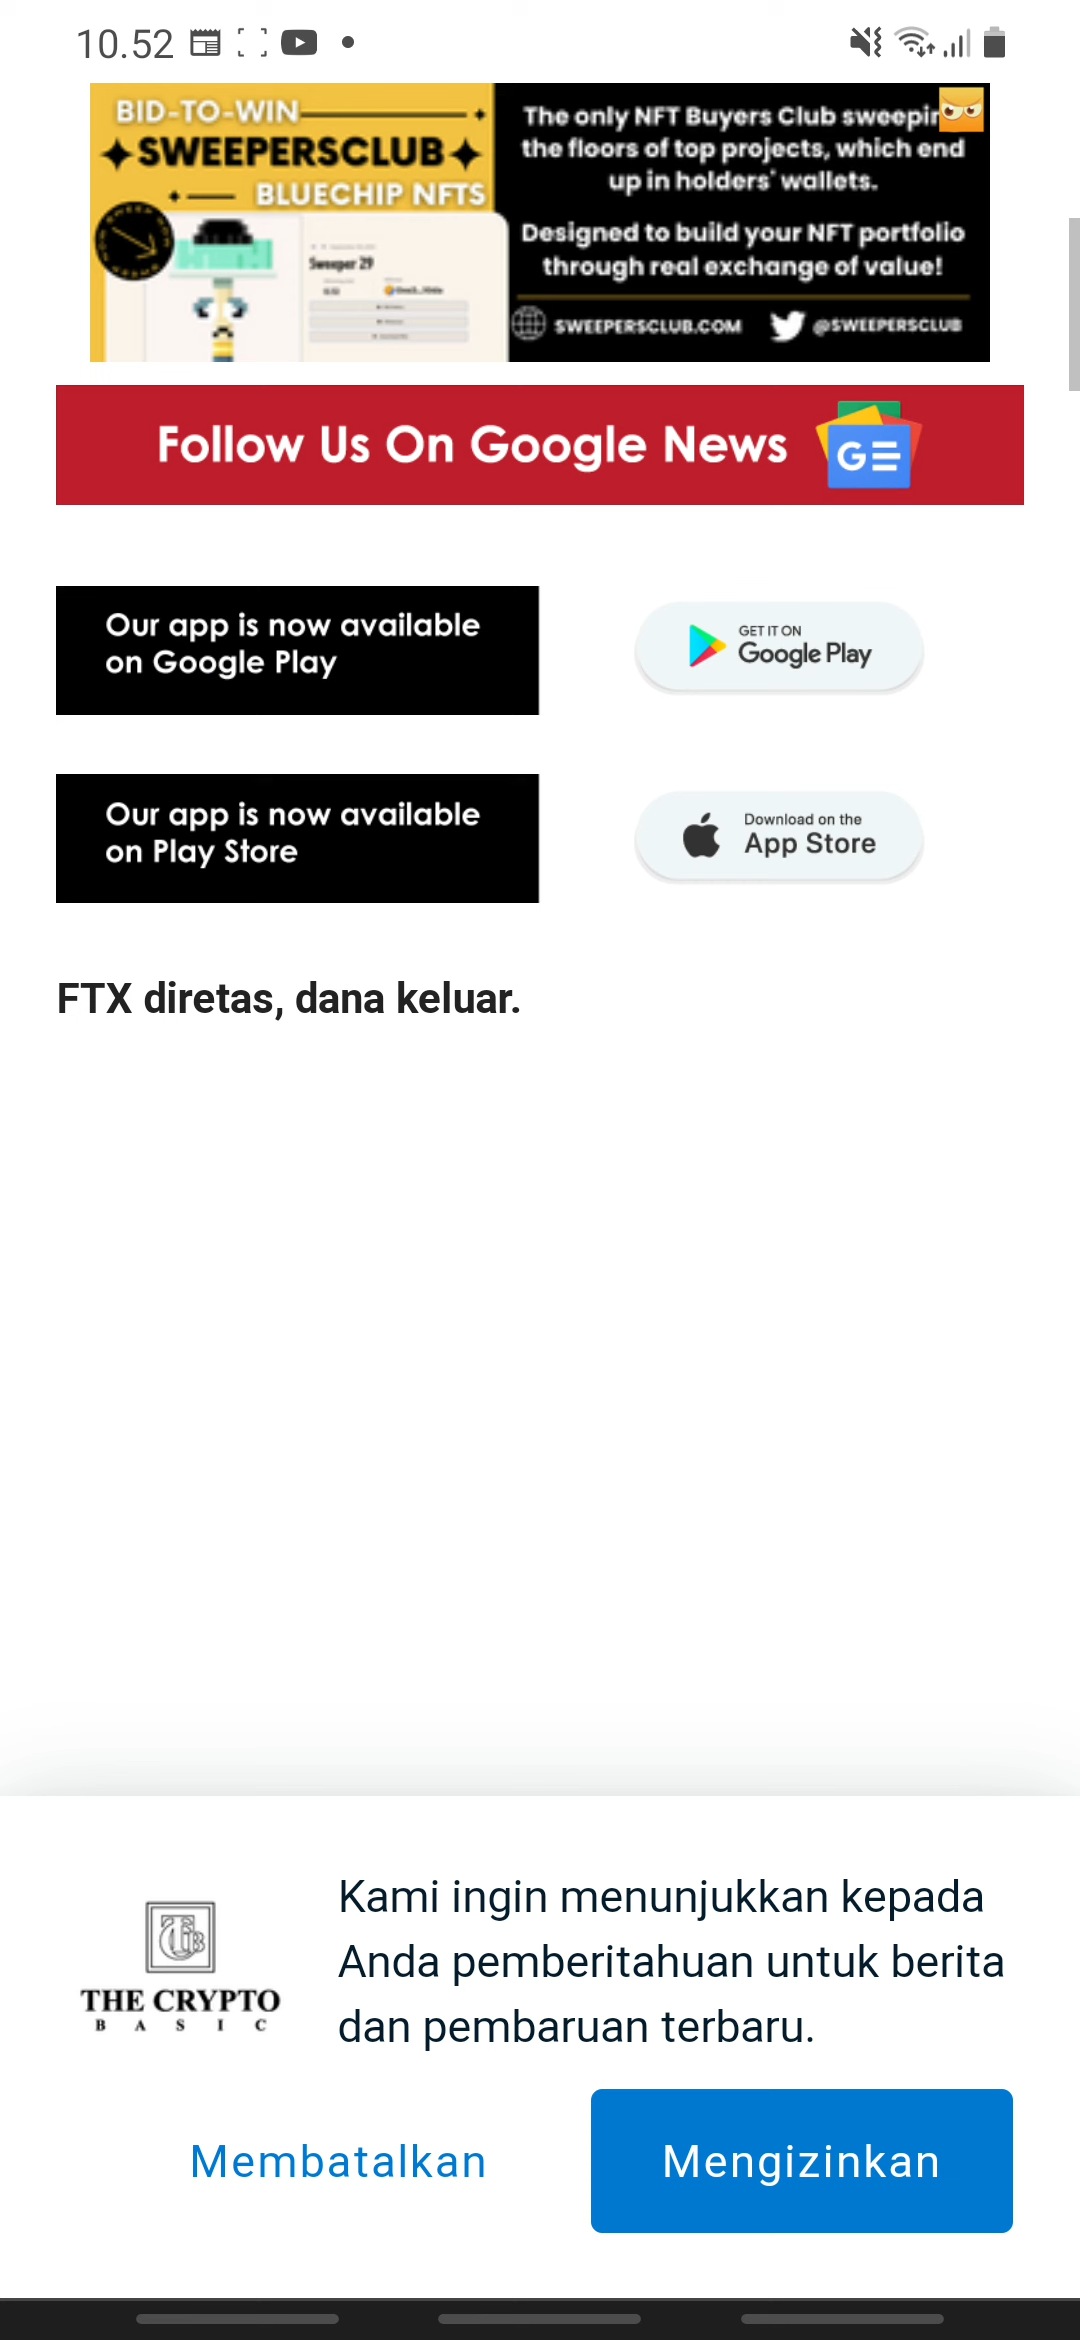 10.52
BID-TO-WIN
SWEEPERSCLUB
BLUECHIP NFTS
Sweeper 29
The only NFT Buyers Club
the floors of top projects, which end
up in holders' wallets.
Designed to build your NFT portfolio
through real exchange of value!
SWEEPERSCLUB.COM @SWEEPERSCLUB
Follow Us On Google News
GE
Our app is now available
on Google Play
GET IT ON
Google Play
Our app is now available
on Play Store
Download on the
App Store
FTX diretas, dana keluar.
Kami ingin menunjukkan kepada
Anda pemberitahuan untuk berita
dan pembaruan terbaru.
THE CRYPTO
BASIC
Membatalkan
Mengizinkan